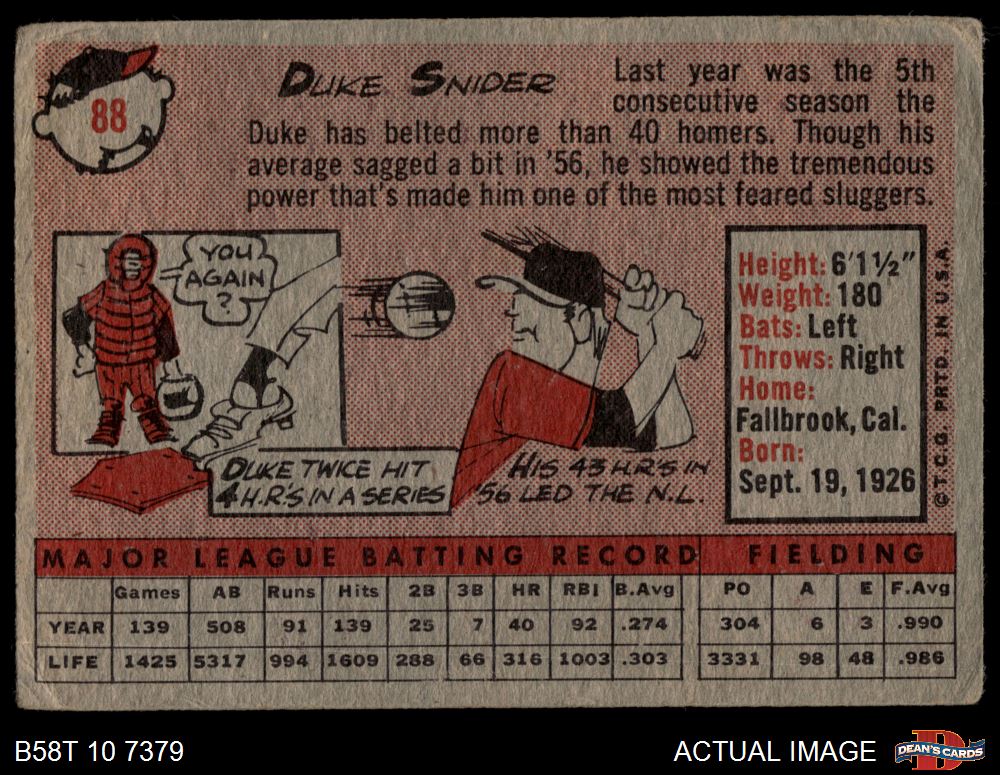 88
DUKE SNIDER
Last year was the 5th
consecutive season the
Duke has belted more than 40 homers. Though his
average sagged a bit in '56, he showed the tremendous
power that's made him one of the most feared sluggers.
YOU
AGAIN
?
DUKE TWICE HIT
4 H.R.'S IN A SERIES
HIS 43 H.R.S IN
'56 LED THE N.L.
Height: 6'1½"
Weight: 180
Bats: Left
Throws: Right
Home:
Fallbrook, Cal.
Born:
Sept. 19, 1926
© T.C.G. PRTD. IN U.S.A.
MAJOR LEAGUE BATTING RECORD FIELDING
Games AB Runs Hits 2B 3B HR RBI B.Avg PO A E F.Avg
YEAR 139 508 91 139 25 7 40 92 .274 304 6 3 .990
LIFE 1425 5317 994 1609 288 66 316 1003 .303 3331 98 48 .986
B58T 10 7379
ACTUAL IMAGE
DEAN'S CARDS